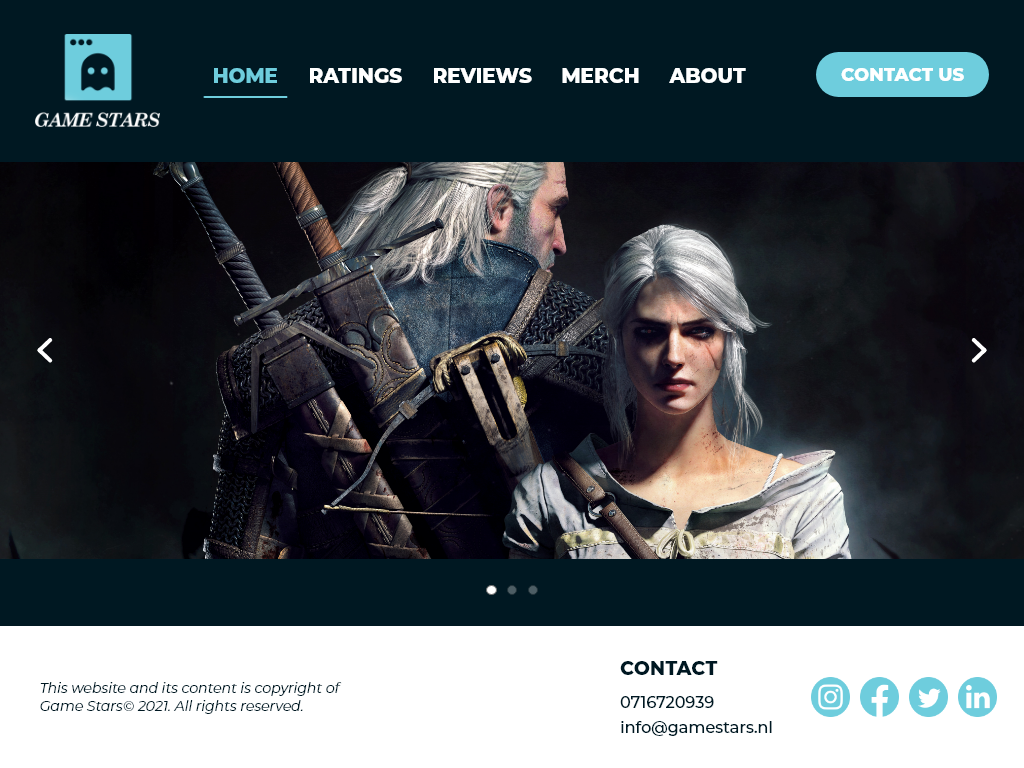 GAME STARS
HOME
RATINGS
REVIEWS
MERCH
ABOUT
CONTACT US
This website and its content is copyright of
Game Stars© 2021. All rights reserved.
CONTACT
0716720939
info@gamestars.nl